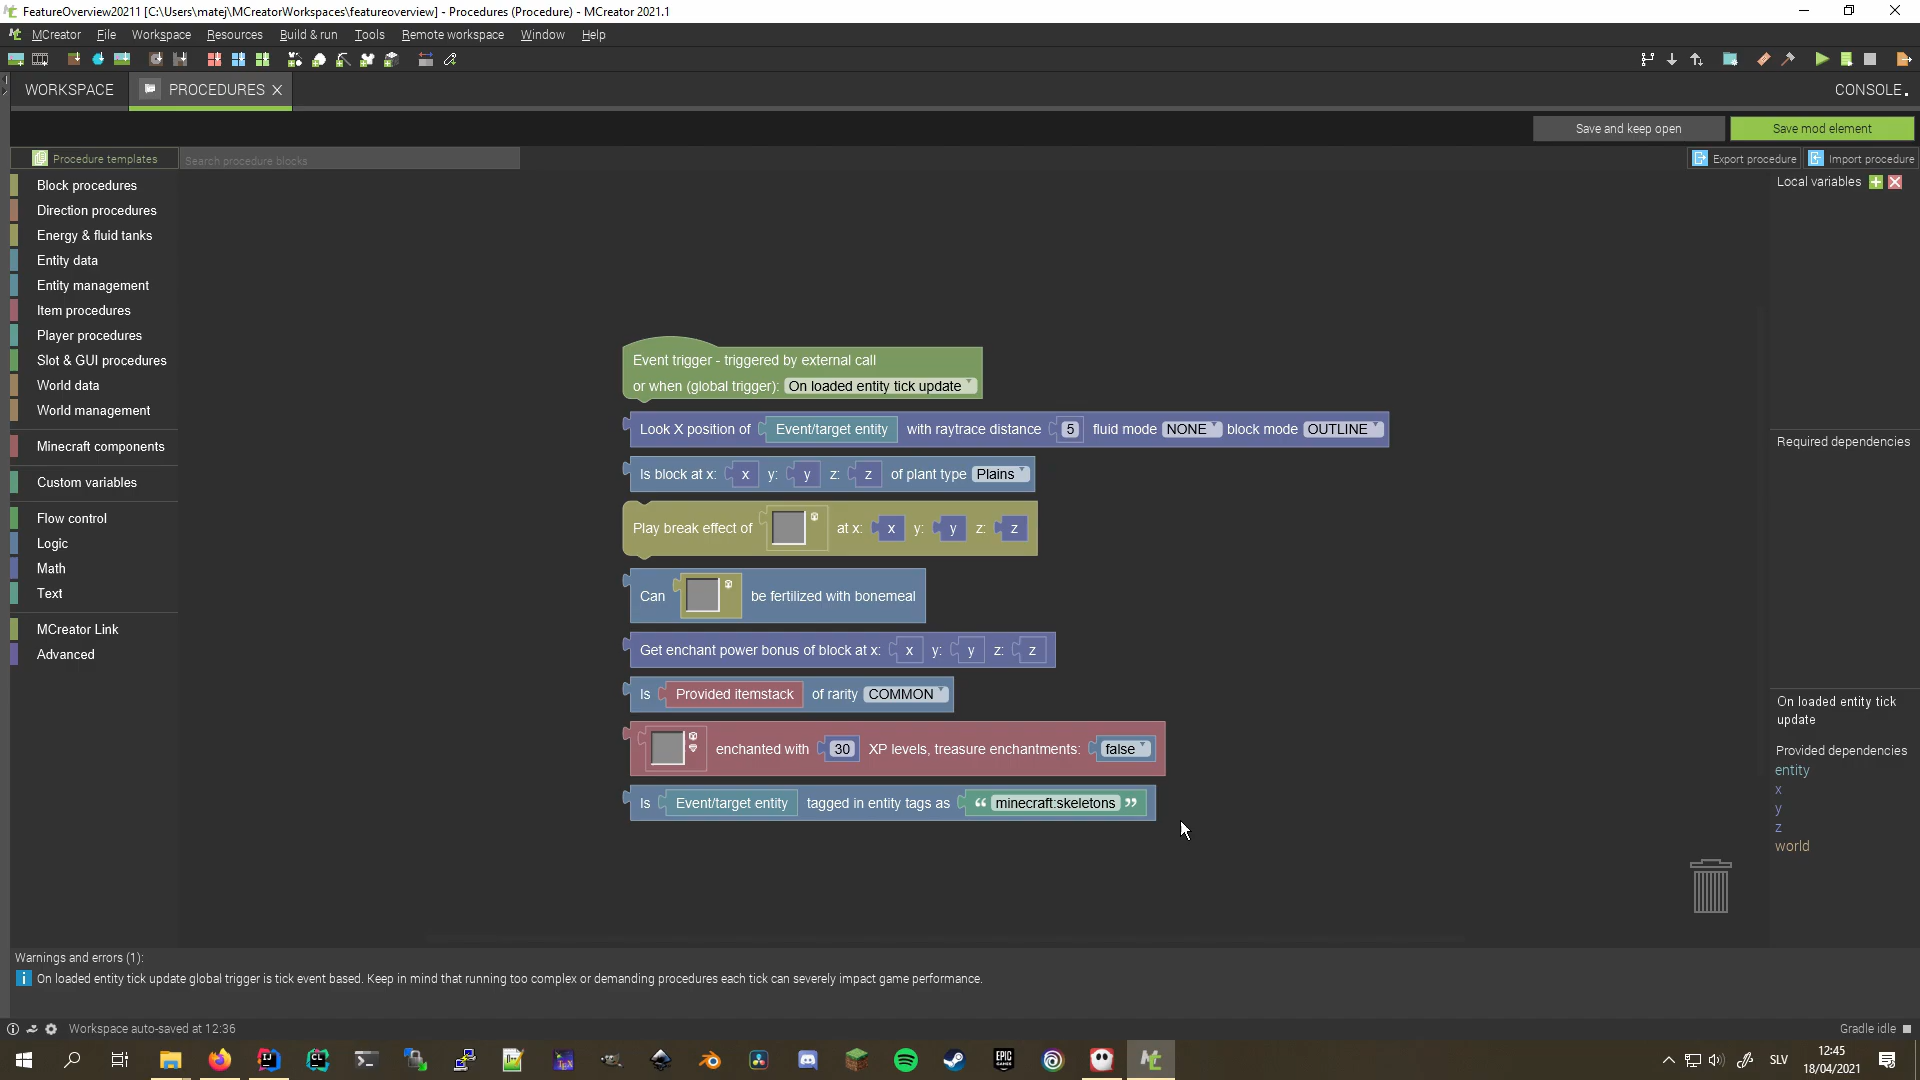 FeatureOverview20211 [C:\Users\matej\MCreatorWorkspaces\featureoverview] - Procedures (Procedure) - MCreator 2021.1
MCreator File Workspace Resources Build & run Tools Remote workspace Window Help
WORKSPACE PROCEDURES CONSOLE
Save and keep open Save mod element
Procedure templates Search procedure blocks Export procedure Import procedure
Local variables
Block procedures
Direction procedures
Energy & fluid tanks
Entity data
Entity management
Item procedures
Player procedures
Slot & GUI procedures
World data
World management
Minecraft components
Custom variables
Flow control
Logic
Math
Text
MCreator Link
Advanced
Event trigger - triggered by external call
or when (global trigger): On loaded entity tick update
Look X position of Event/target entity with raytrace distance 5 fluid mode NONE block mode OUTLINE
Is block at x: x y: y z: z of plant type Plains
Play break effect of at x: x y: y z: z
Can be fertilized with bonemeal
Get enchant power bonus of block at x: x y: y z: z
Is Provided itemstack of rarity COMMON
enchanted with 30 XP levels, treasure enchantments: false
Is Event/target entity tagged in entity tags as “ minecraft:skeletons ”
Required dependencies
On loaded entity tick
update
Provided dependencies
entity
x
y
z
world
Warnings and errors (1):
On loaded entity tick update global trigger is tick event based. Keep in mind that running too complex or demanding procedures each tick can severely impact game performance.
Workspace auto-saved at 12:36 Gradle idle
SLV
12:45
18/04/2021